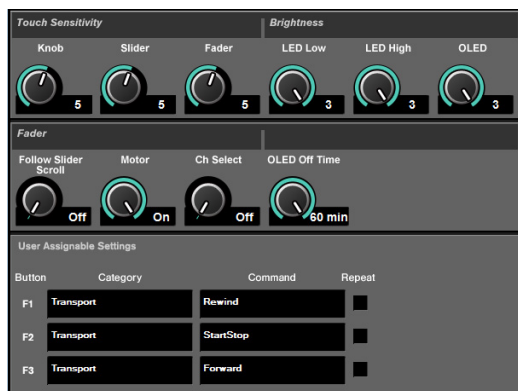 Touch Sensitivity Brightness
Knob Slider Fader LED Low LED High OLED
5 5 5 3 3 3
Fader
Follow Slider Scroll Motor Ch Select OLED Off Time
Off On Off 60 min
User Assignable Settings
Button Category Command Repeat
F1 Transport Rewind
F2 Transport StartStop
F3 Transport Forward